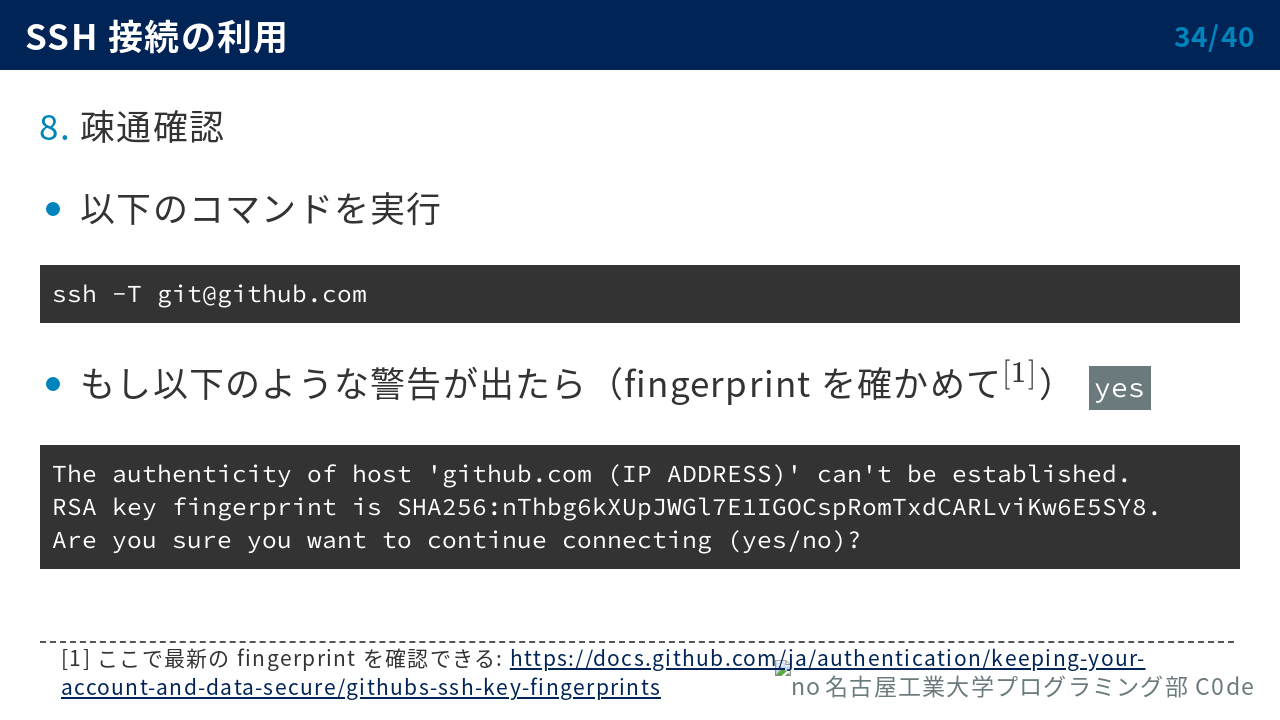 SSH 接続の利用
34/40
8. 疎通確認
• 以下のコマンドを実行
ssh -T git@github.com
• もし以下のような警告が出たら（fingerprint を確かめて[1]） yes
The authenticity of host 'github.com (IP ADDRESS)' can't be established.
RSA key fingerprint is SHA256:nThbg6kXUpJWGl7E1IGOCspRomTxdCARLviKw6E5SY8.
Are you sure you want to continue connecting (yes/no)?
[1] ここで最新の fingerprint を確認できる: https://docs.github.com/ja/authentication/keeping-your-
account-and-data-secure/githubs-ssh-key-fingerprints
no 名古屋工業大学プログラミング部 C0de